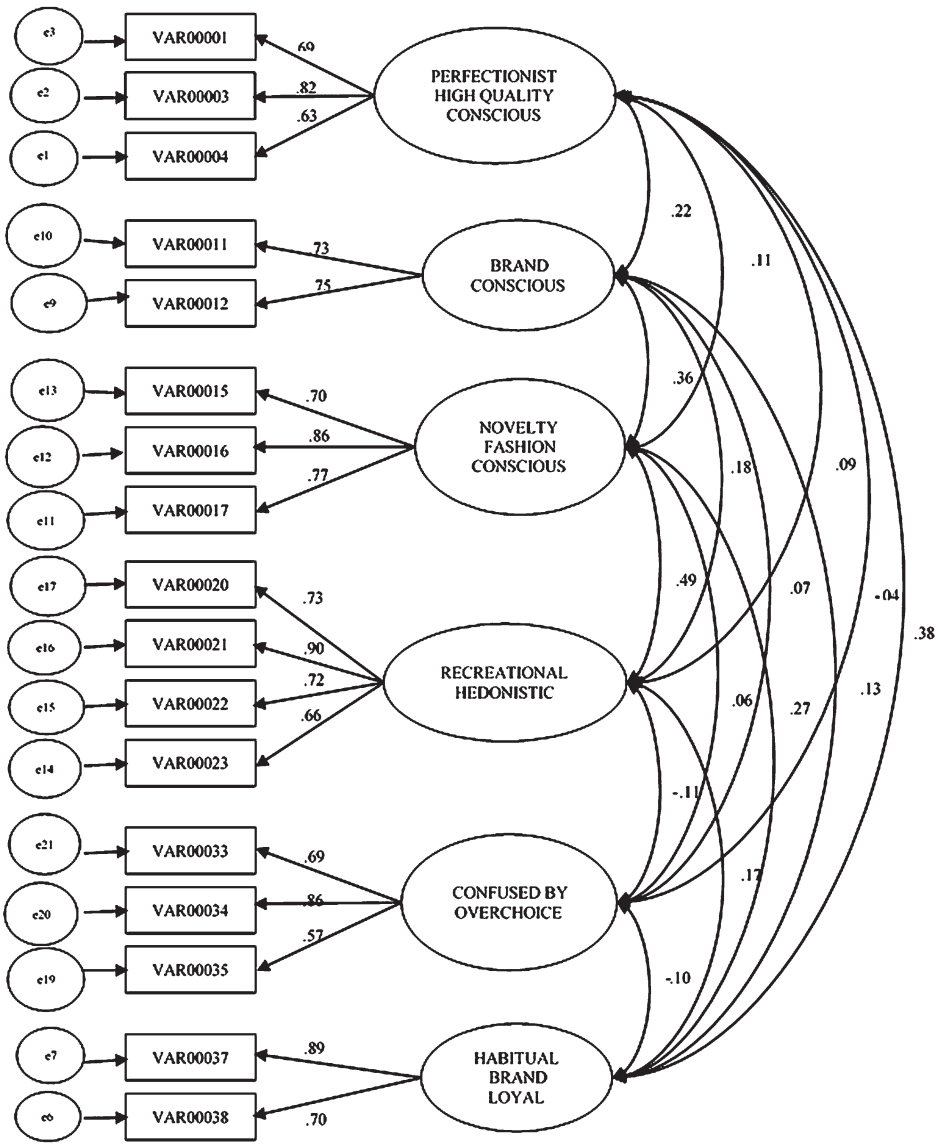 e3
VAR00001
.69
e2
VAR00003
.82
e1
VAR00004
.63
PERFECTIONIST
HIGH QUALITY
CONSCIOUS
e10
VAR00011
.73
e9
VAR00012
.75
BRAND
CONSCIOUS
e13
VAR00015
.70
e12
VAR00016
.86
e11
VAR00017
.77
NOVELTY
FASHION
CONSCIOUS
e17
VAR00020
.73
e16
VAR00021
.90
e15
VAR00022
.72
e14
VAR00023
.66
RECREATIONAL
HEDONISTIC
e21
VAR00033
.69
e20
VAR00034
.86
e19
VAR00035
.57
CONFUSED BY
OVERCHOICE
e7
VAR00037
.89
e6
VAR00038
.70
HABITUAL
BRAND
LOYAL
.22
.11
.36
.18
.09
.49
.07
-.04
.38
.06
.27
.13
-.11
.17
-.10